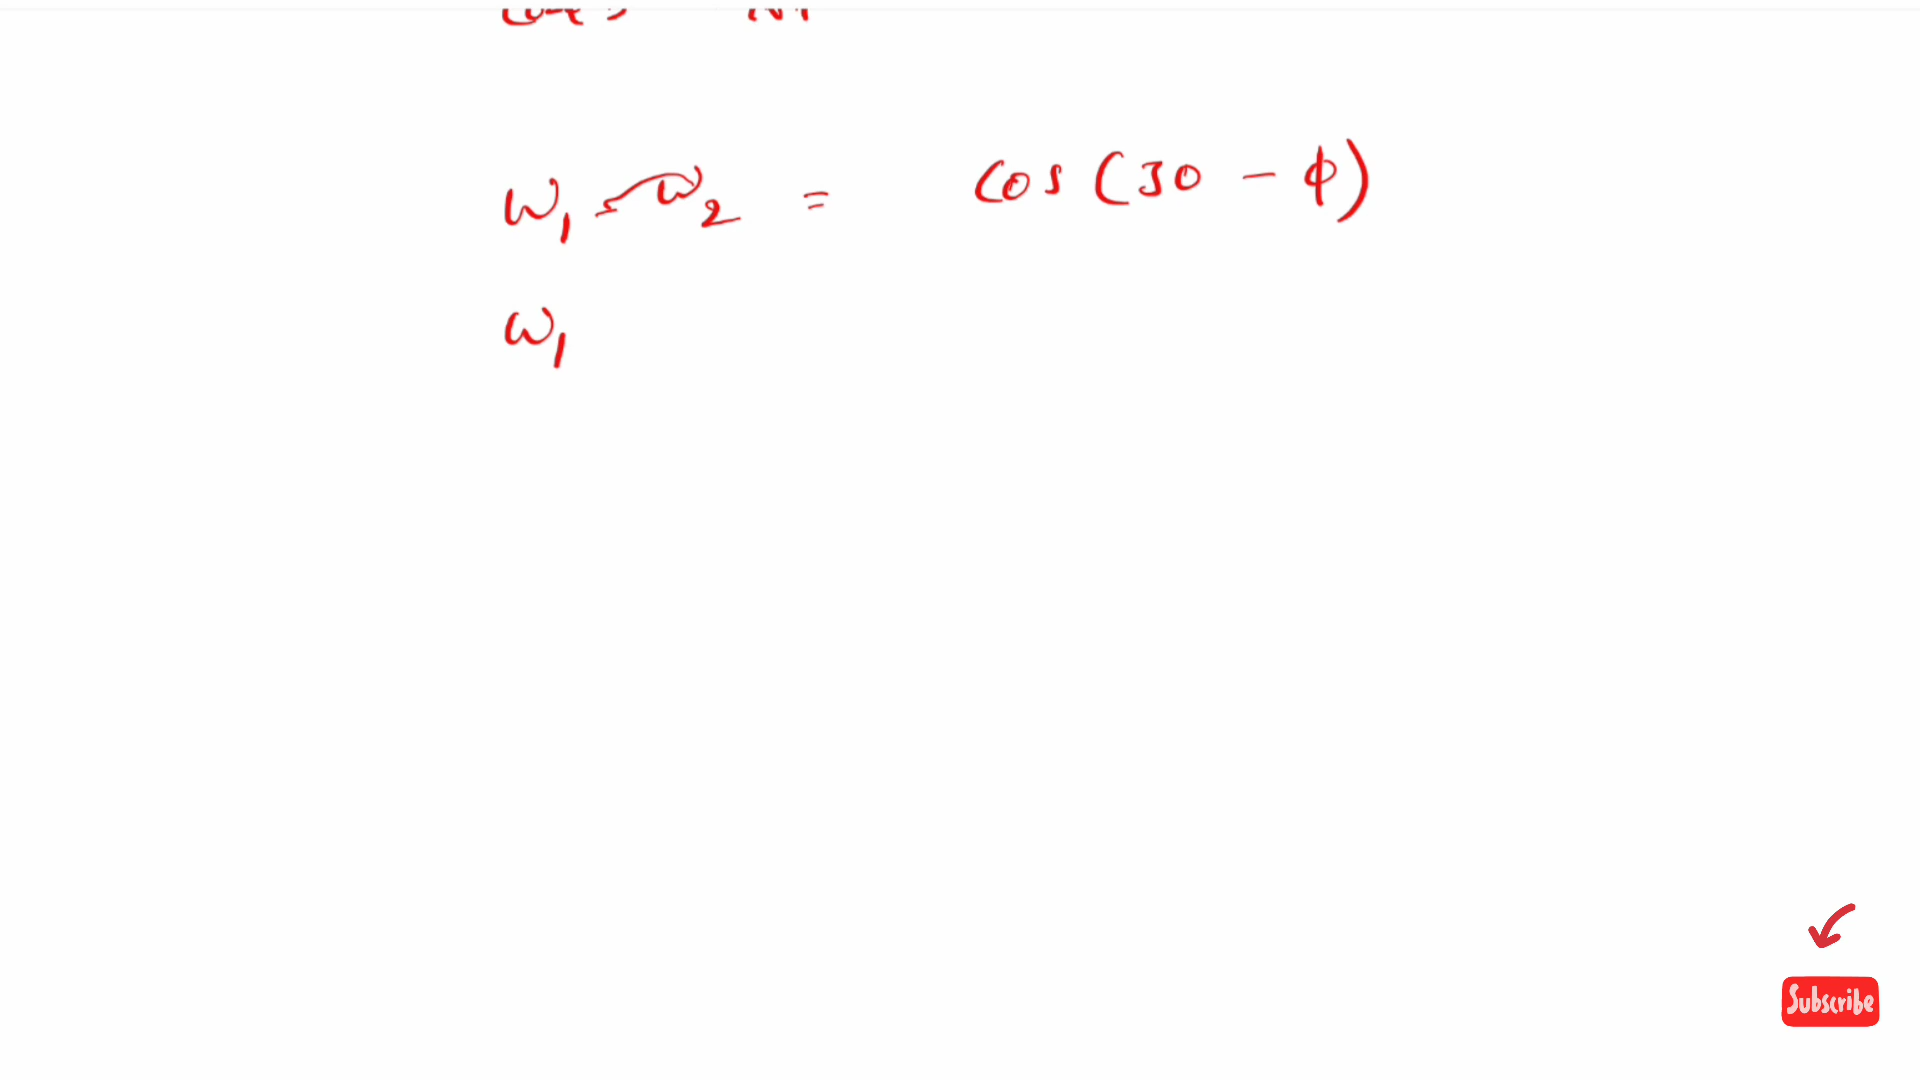 W₁ - W₂ = cos(30 - φ)
W₁
Subscribe